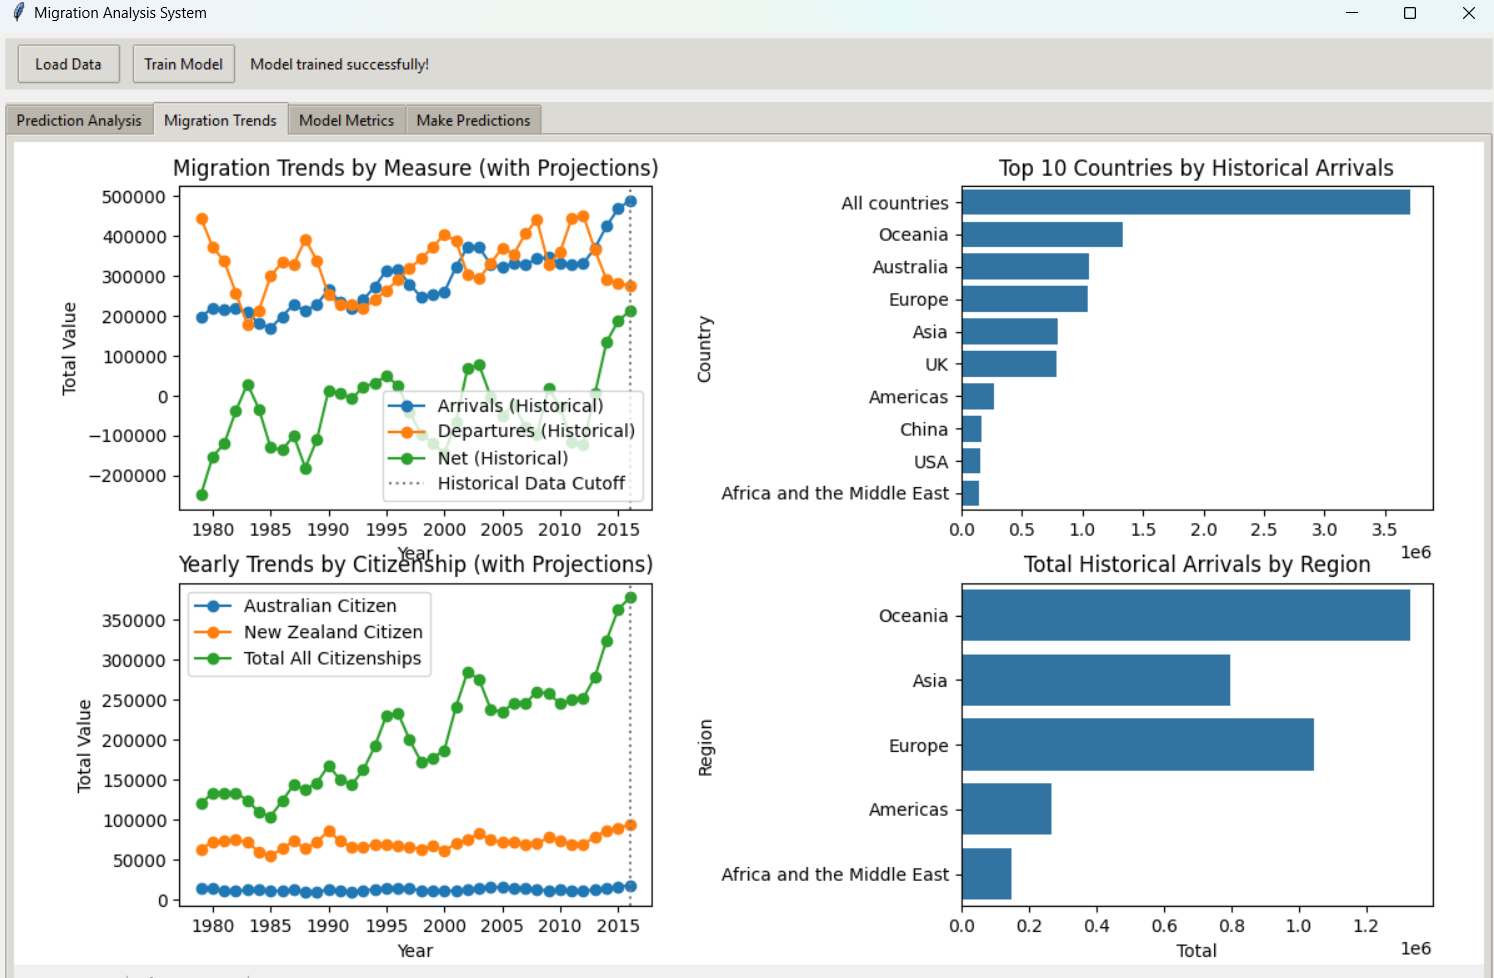 Migration Analysis System
Load Data
Train Model
Model trained successfully!
Prediction Analysis
Migration Trends
Model Metrics
Make Predictions
Migration Trends by Measure (with Projections)
Total Value
500000
400000
300000
200000
100000
0
−100000
−200000
Arrivals (Historical)
Departures (Historical)
Net (Historical)
Historical Data Cutoff
1980 1985 1990 1995 2000 2005 2010 2015
Year
Top 10 Countries by Historical Arrivals
Country
All countries
Oceania
Australia
Europe
Asia
UK
Americas
China
USA
Africa and the Middle East
0.0 0.5 1.0 1.5 2.0 2.5 3.0 3.5
1e6
Yearly Trends by Citizenship (with Projections)
Total Value
350000
300000
250000
200000
150000
100000
50000
0
Australian Citizen
New Zealand Citizen
Total All Citizenships
1980 1985 1990 1995 2000 2005 2010 2015
Year
Total Historical Arrivals by Region
Region
Oceania
Asia
Europe
Americas
Africa and the Middle East
0.0 0.2 0.4 0.6 0.8 1.0 1.2
1e6
Total